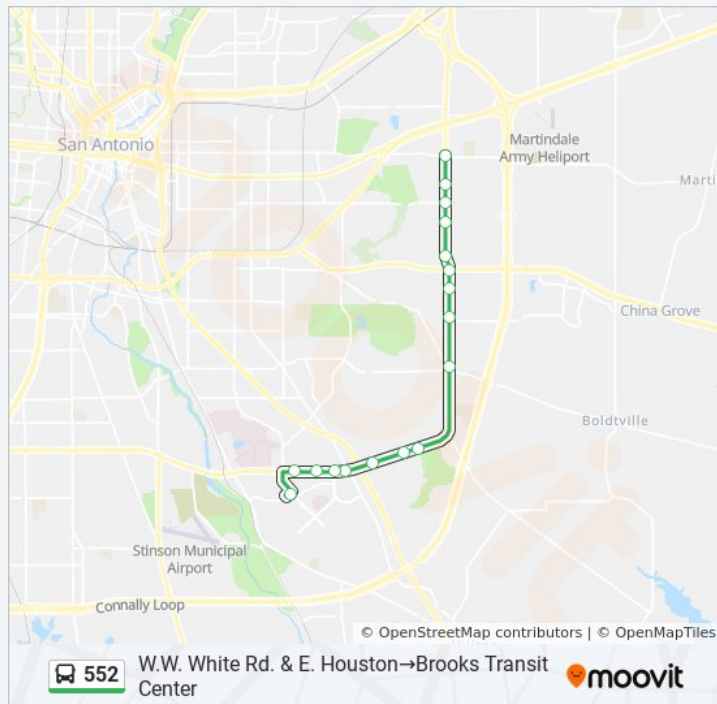 San Antonio
Martindale
Army Heliport
Marti
China Grove
Boldtville
Stinson Municipal
Airport
Connally Loop
© OpenStreetMap contributors | © OpenMapTiles
552
W.W. White Rd. & E. Houston→Brooks Transit
Center
moovit